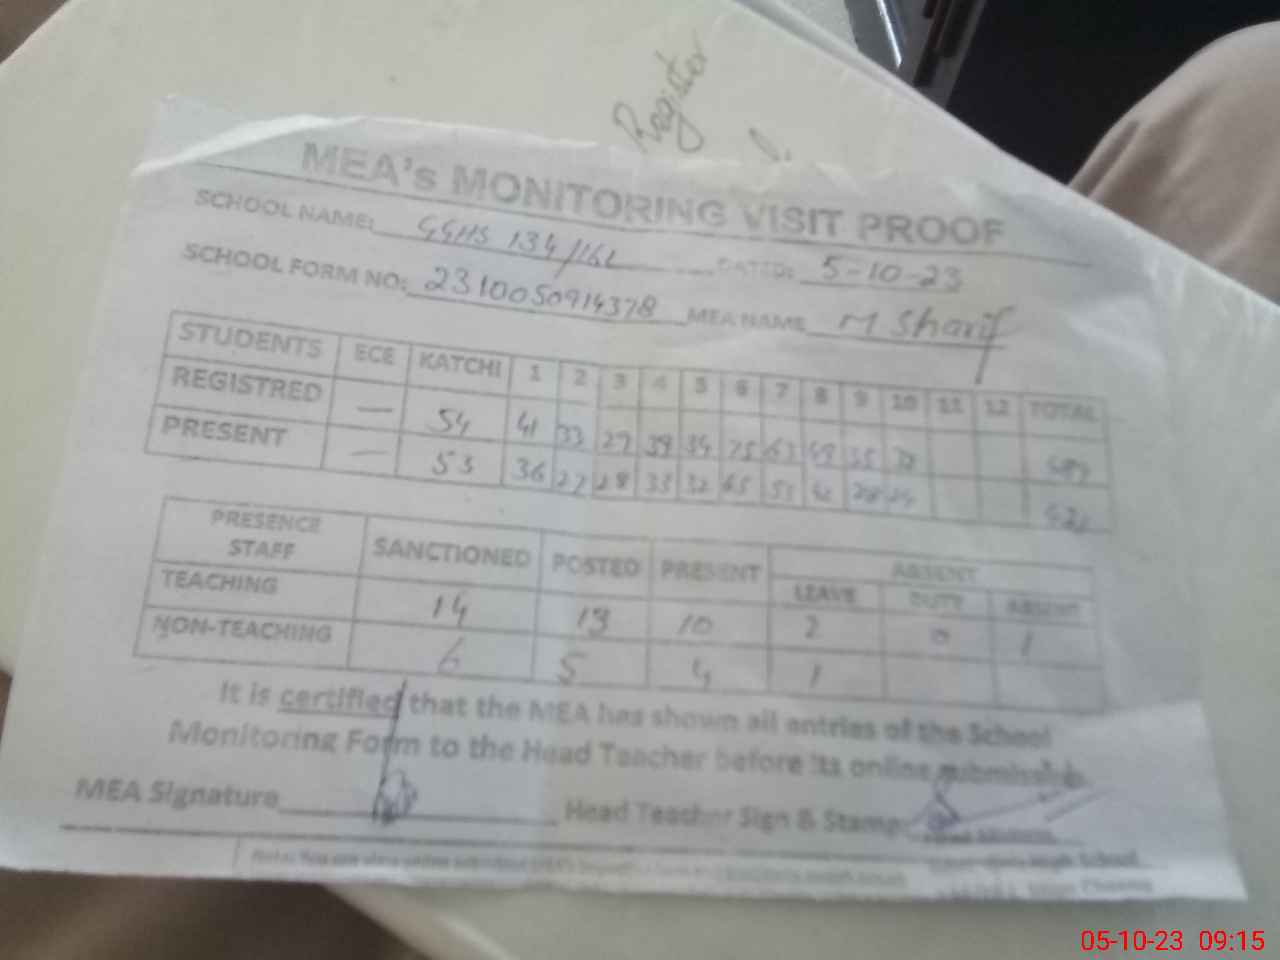 Register
MEA's MONITORING VISIT PROOF
SCHOOL NAME: GGHS 134/16L DATED: 5-10-23
SCHOOL FORM NO: 2310050914378 MEA NAME M Sharif
STUDENTS ECE KATCHI 1 2 3 4 5 6 7 8 9 10 11 12 TOTAL
REGISTRED — 54 41 33 39 34 75 63 35
PRESENT — 53 36 27 28 33 32 65 53
PRESENCE STAFF SANCTIONED POSTED PRESENT ABSENT
LEAVE DUTY ABSENT
TEACHING 14 13 10 2 0 1
NON-TEACHING 6 5 4 1
It is certified that the MEA has shown all entries of the School
Monitoring Form to the Head Teacher before its online submission.
MEA Signature Head Teacher Sign & Stamp:
High School
05-10-23 09:15